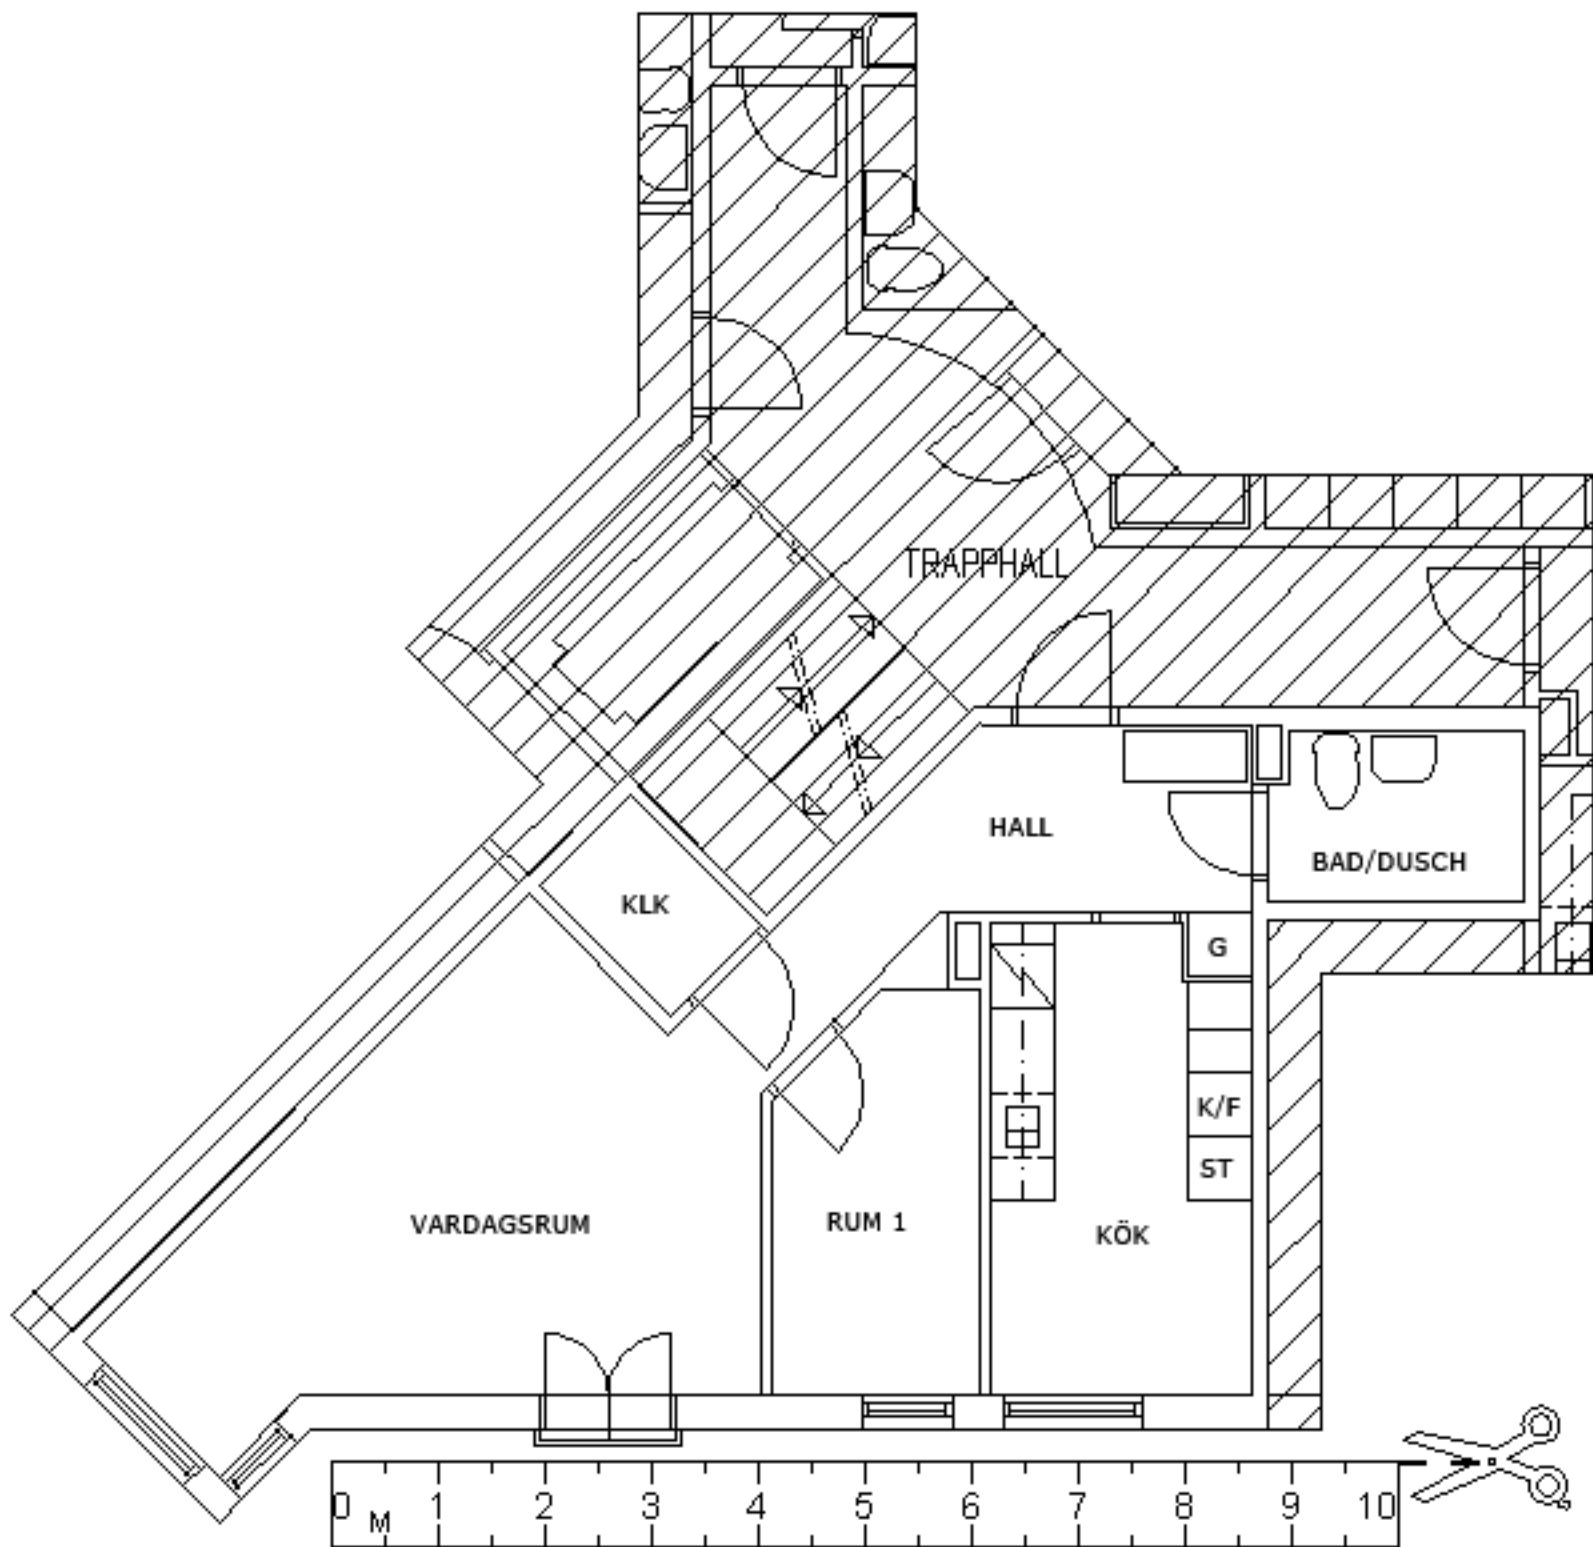 TRAPPHALL
HALL
BAD/DUSCH
KLK
G
K/F
ST
VARDAGSRUM
RUM 1
KÖK
0 M 1 2 3 4 5 6 7 8 9 10